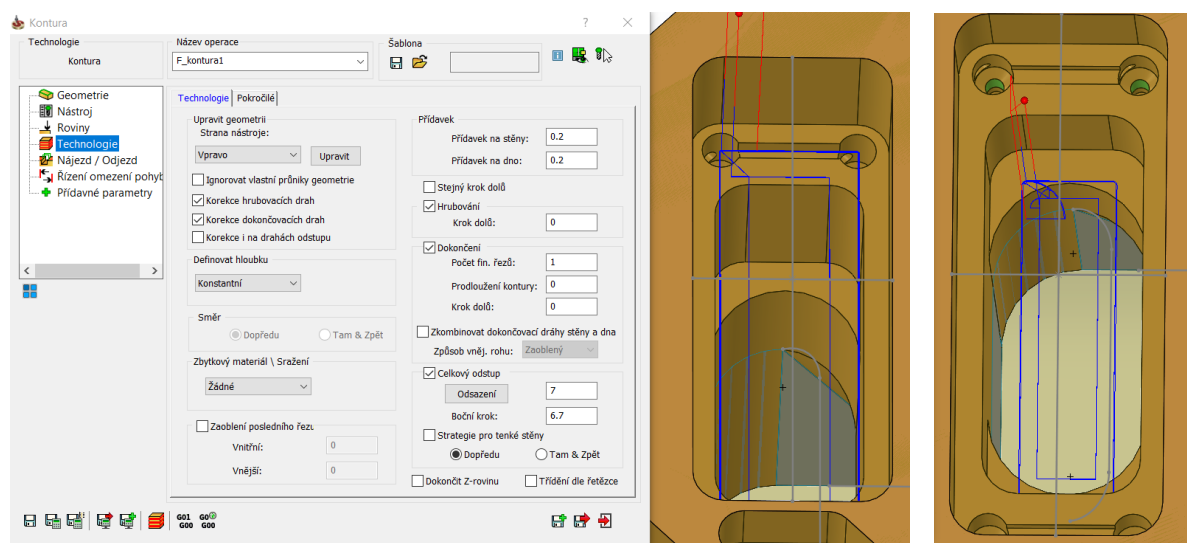 Kontura
Technologie
Kontura
Název operace
F_kontura1
Šablona
Geometrie
Nástroj
Roviny
Technologie
Nájezd / Odjezd
Řízení omezení pohyb
Přídavné parametry
Technologie
Pokročilé
Upravit geometrii
Strana nástroje:
Vpravo
Upravit
Ignorovat vlastní průniky geometrie
Korekce hrubovacích drah
Korekce dokončovacích drah
Korekce i na drahách odstupu
Definovat hloubku
Konstantní
Směr
Dopředu
Tam & Zpět
Zbytkový materiál \ Sražení
Žádné
Zaoblení posledního řezu
Vnitřní:
0
Vnější:
0
Přídavek
Přídavek na stěny:
0.2
Přídavek na dno:
0.2
Stejný krok dolů
Hrubování
Krok dolů:
0
Dokončení
Počet fin. řezů:
1
Prodloužení kontury:
0
Krok dolů:
0
Zkombinovat dokončovací dráhy stěny a dna
Způsob vněj. rohu:
Zaoblený
Celkový odstup
Odsazení
7
Boční krok:
6.7
Strategie pro tenké stěny
Dopředu
Tam & Zpět
Dokončit Z-rovinu
Třídění dle řetězce
G01
G00
G0
G00